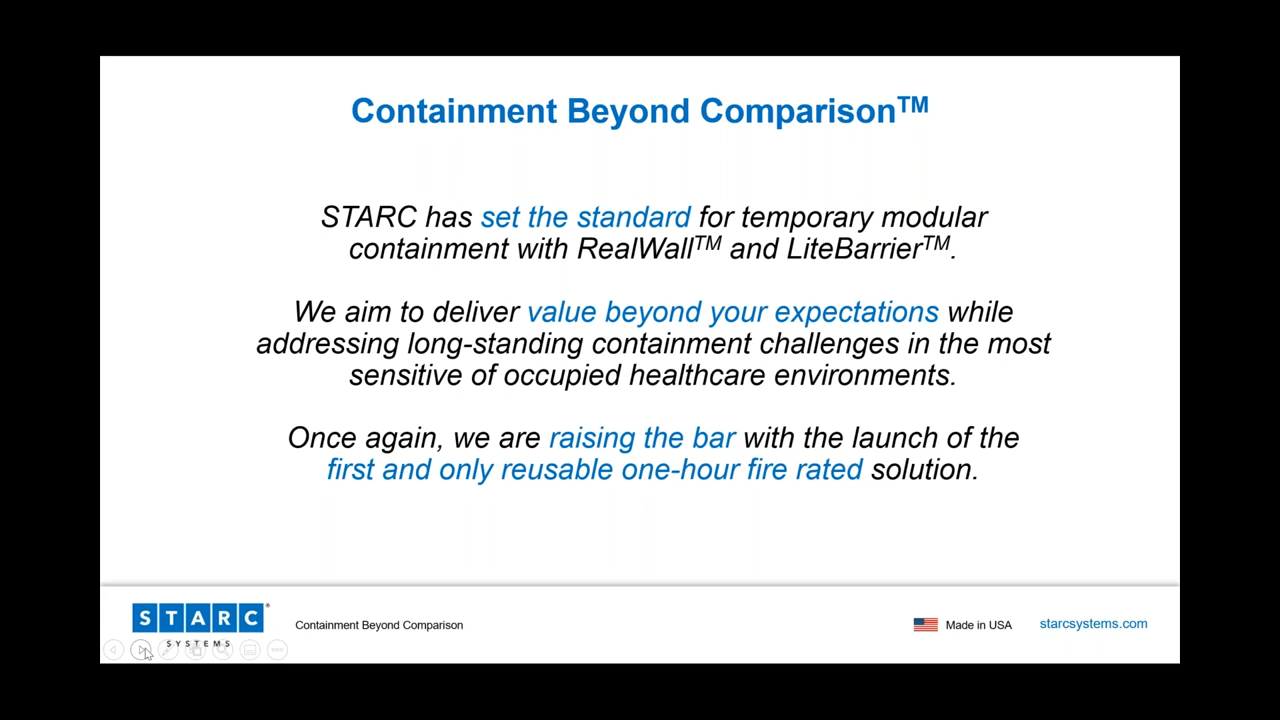 Containment Beyond Comparison™
STARC has set the standard for temporary modular
containment with RealWall™ and LiteBarrier™.
We aim to deliver value beyond your expectations while
addressing long-standing containment challenges in the most
sensitive of occupied healthcare environments.
Once again, we are raising the bar with the launch of the
first and only reusable one-hour fire rated solution.
STARC®
SYSTEMS
Containment Beyond Comparison
Made in USA
starcsystems.com